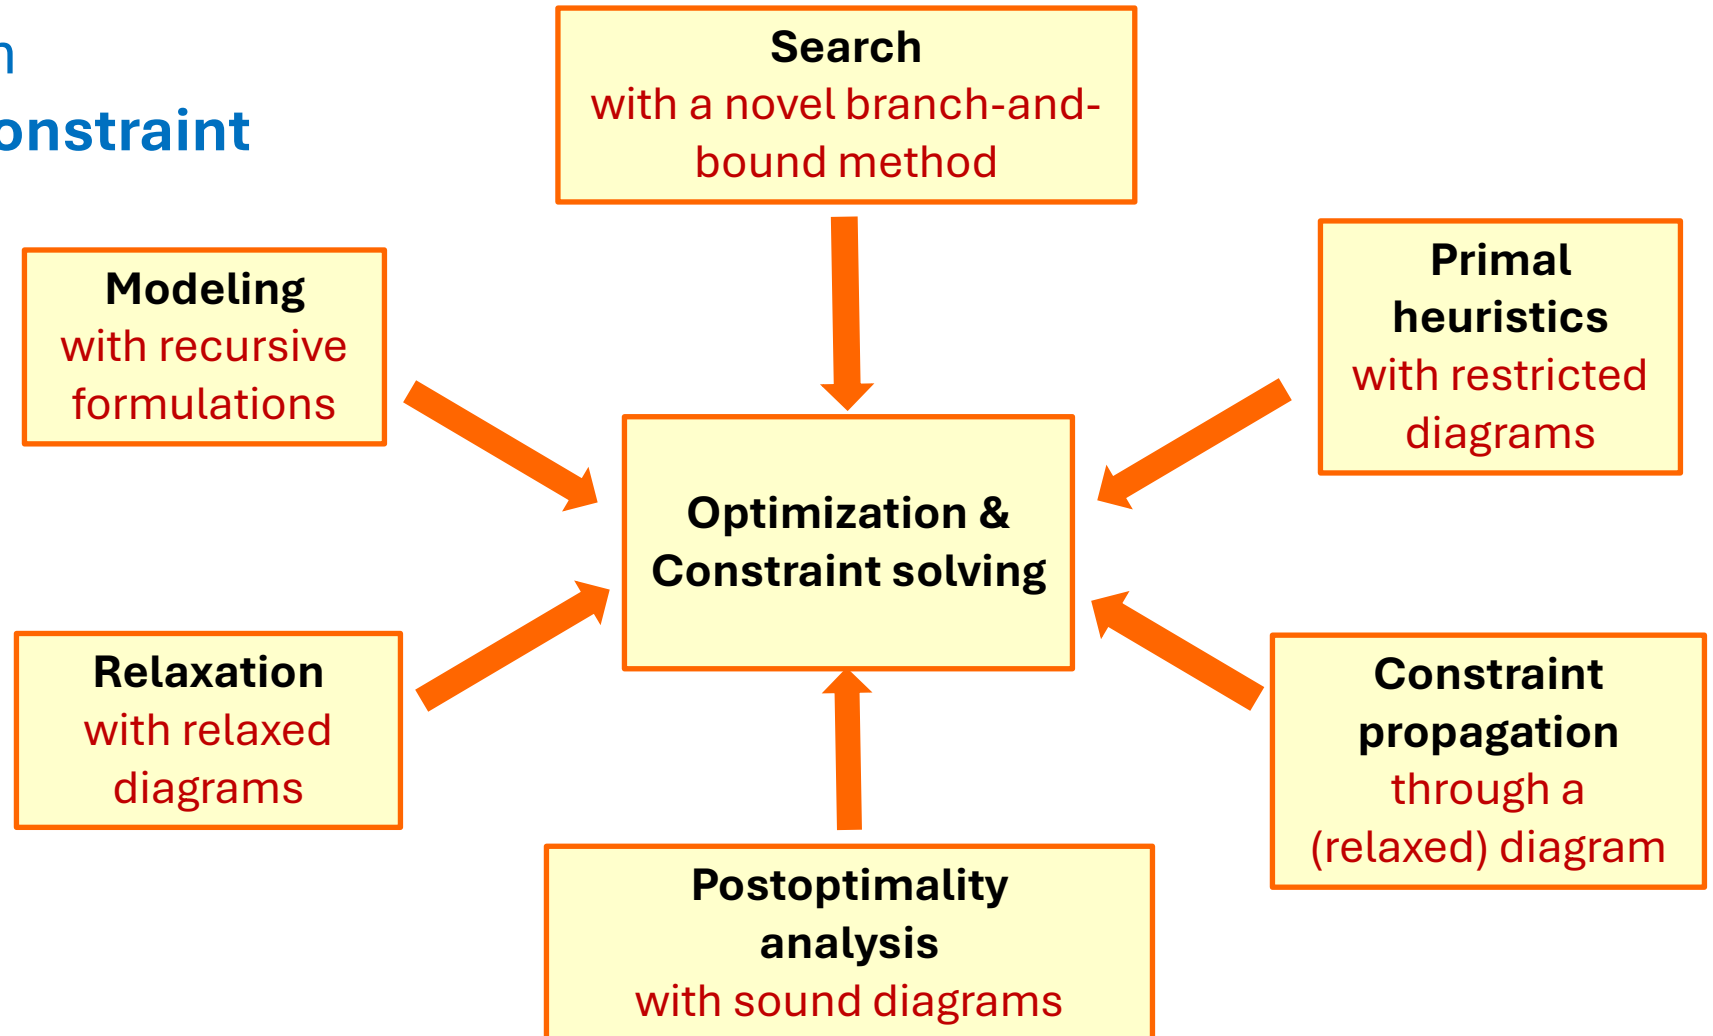 onstraint
Search
with a novel branch-and-
bound method
Modeling
with recursive
formulations
Primal
heuristics
with restricted
diagrams
Optimization &
Constraint solving
Relaxation
with relaxed
diagrams
Constraint
propagation
through a
(relaxed) diagram
Postoptimality
analysis
with sound diagrams